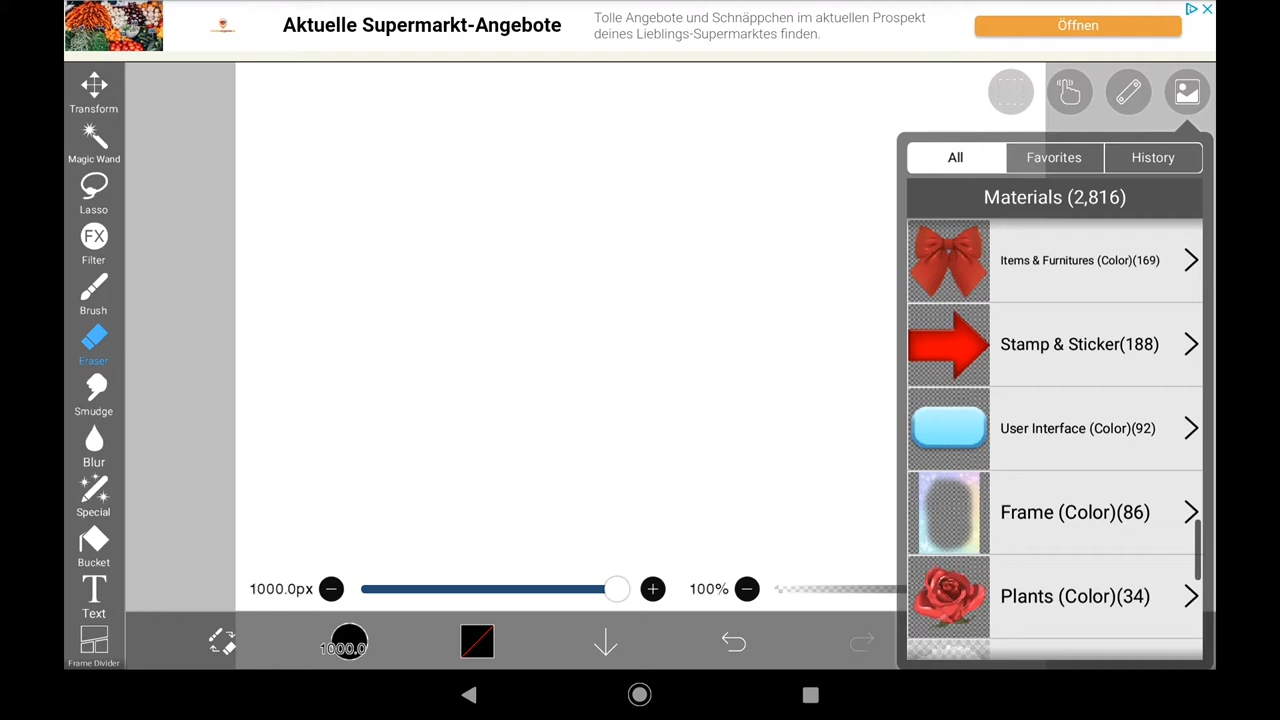 Aktuelle Supermarkt-Angebote
Tolle Angebote und Schnäppchen im aktuellen Prospekt
deines Lieblings-Supermarktes finden.
Öffnen
Transform
Magic Wand
Lasso
FX
Filter
Brush
Eraser
Smudge
Blur
Special
Bucket
T
Text
Frame Divider
All
Favorites
History
Materials (2,816)
Items & Furnitures (Color)(169)
Stamp & Sticker(188)
User Interface (Color)(92)
Frame (Color)(86)
Plants (Color)(34)
1000.0px
100%
1000.0